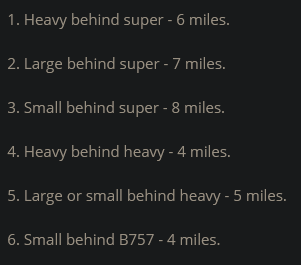 1. Heavy behind super - 6 miles.
2. Large behind super - 7 miles.
3. Small behind super - 8 miles.
4. Heavy behind heavy - 4 miles.
5. Large or small behind heavy - 5 miles.
6. Small behind B757 - 4 miles.